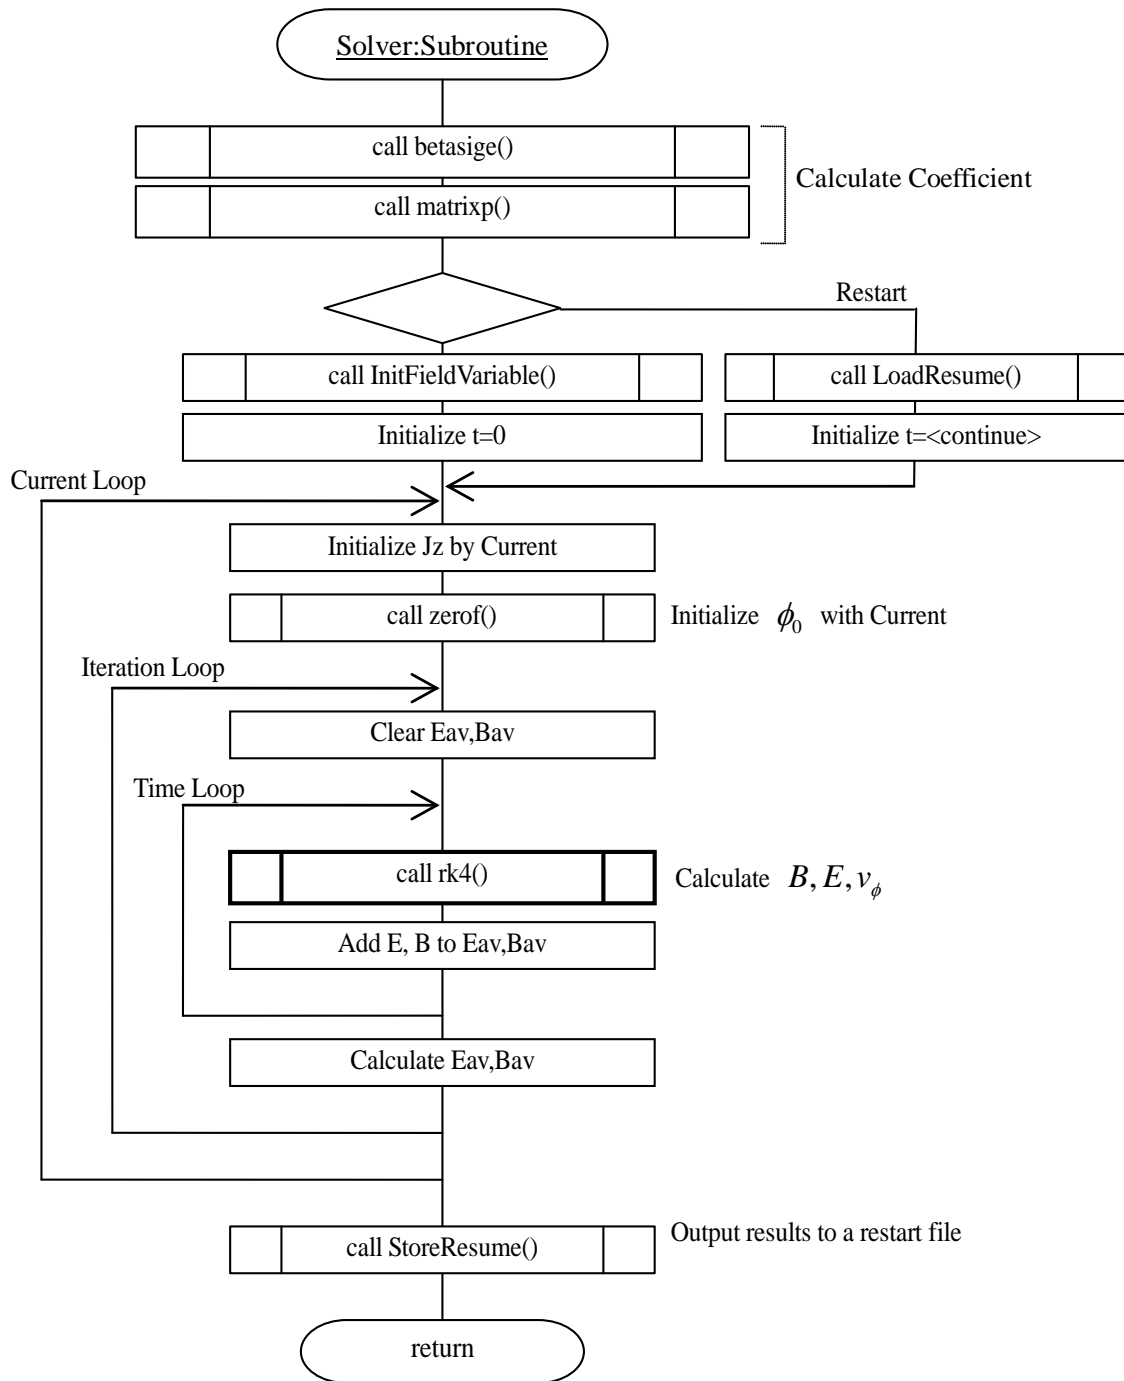 Solver:Subroutine
call betasige()
call matrixp()
Calculate Coefficient
Restart
call InitFieldVariable()
call LoadResume()
Initialize t=0
Initialize t=<continue>
Current Loop
Initialize Jz by Current
call zerof()
Initialize ϕ₀ with Current
Iteration Loop
Clear Eav,Bav
Time Loop
call rk4()
Calculate B, E, v_ϕ
Add E, B to Eav,Bav
Calculate Eav,Bav
call StoreResume()
Output results to a restart file
return